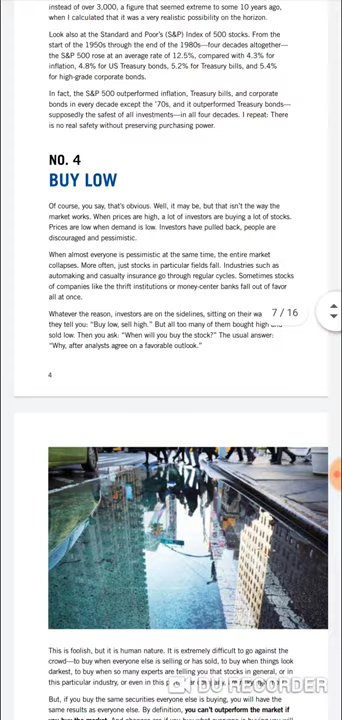 instead of over 3,000, a figure that seemed extreme to some 10 years ago,
when I calculated that it was a very realistic possibility on the horizon.
Look also at the Standard and Poor's (S&P) Index of 500 stocks. From the
start of the 1950s through the end of the 1980s—four decades altogether—
the S&P 500 rose at an average rate of 12.5%, compared with 4.3% for
inflation, 4.8% for US Treasury bonds, 5.2% for Treasury bills, and 5.4%
for high-grade corporate bonds.
In fact, the S&P 500 outperformed inflation, Treasury bills, and corporate
bonds in every decade except the '70s, and it outperformed Treasury bonds—
supposedly the safest of all investments—in all four decades. I repeat: There
is no real safety without preserving purchasing power.
NO. 4
BUY LOW
Of course, you say, that's obvious. Well, it may be, but that isn't the way the
market works. When prices are high, a lot of investors are buying a lot of stocks.
Prices are low when demand is low. Investors have pulled back, people are
discouraged and pessimistic.
When almost everyone is pessimistic at the same time, the entire market
collapses. More often, just stocks in particular fields fall. Industries such as
automaking and casualty insurance go through regular cycles. Sometimes stocks
of companies like the thrift institutions or money-center banks fall out of favor
all at once.
Whatever the reason, investors are on the sidelines, sitting on their wa
7 / 16
they tell you: "Buy low, sell high." But all too many of them bought high and
sold low. Then you ask: "When will you buy the stock?" The usual answer:
"Why, after analysts agree on a favorable outlook."
4
This is foolish, but it is human nature. It is extremely difficult to go against the
crowd—to buy when everyone else is selling or has sold, to buy when things look
darkest, to buy when so many experts are telling you that stocks in general, or in
this particular industry, or even in this
DU RECORDER
But, if you buy the same securities everyone else is buying, you will have the
same results as everyone else. By definition, you can't outperform the market if